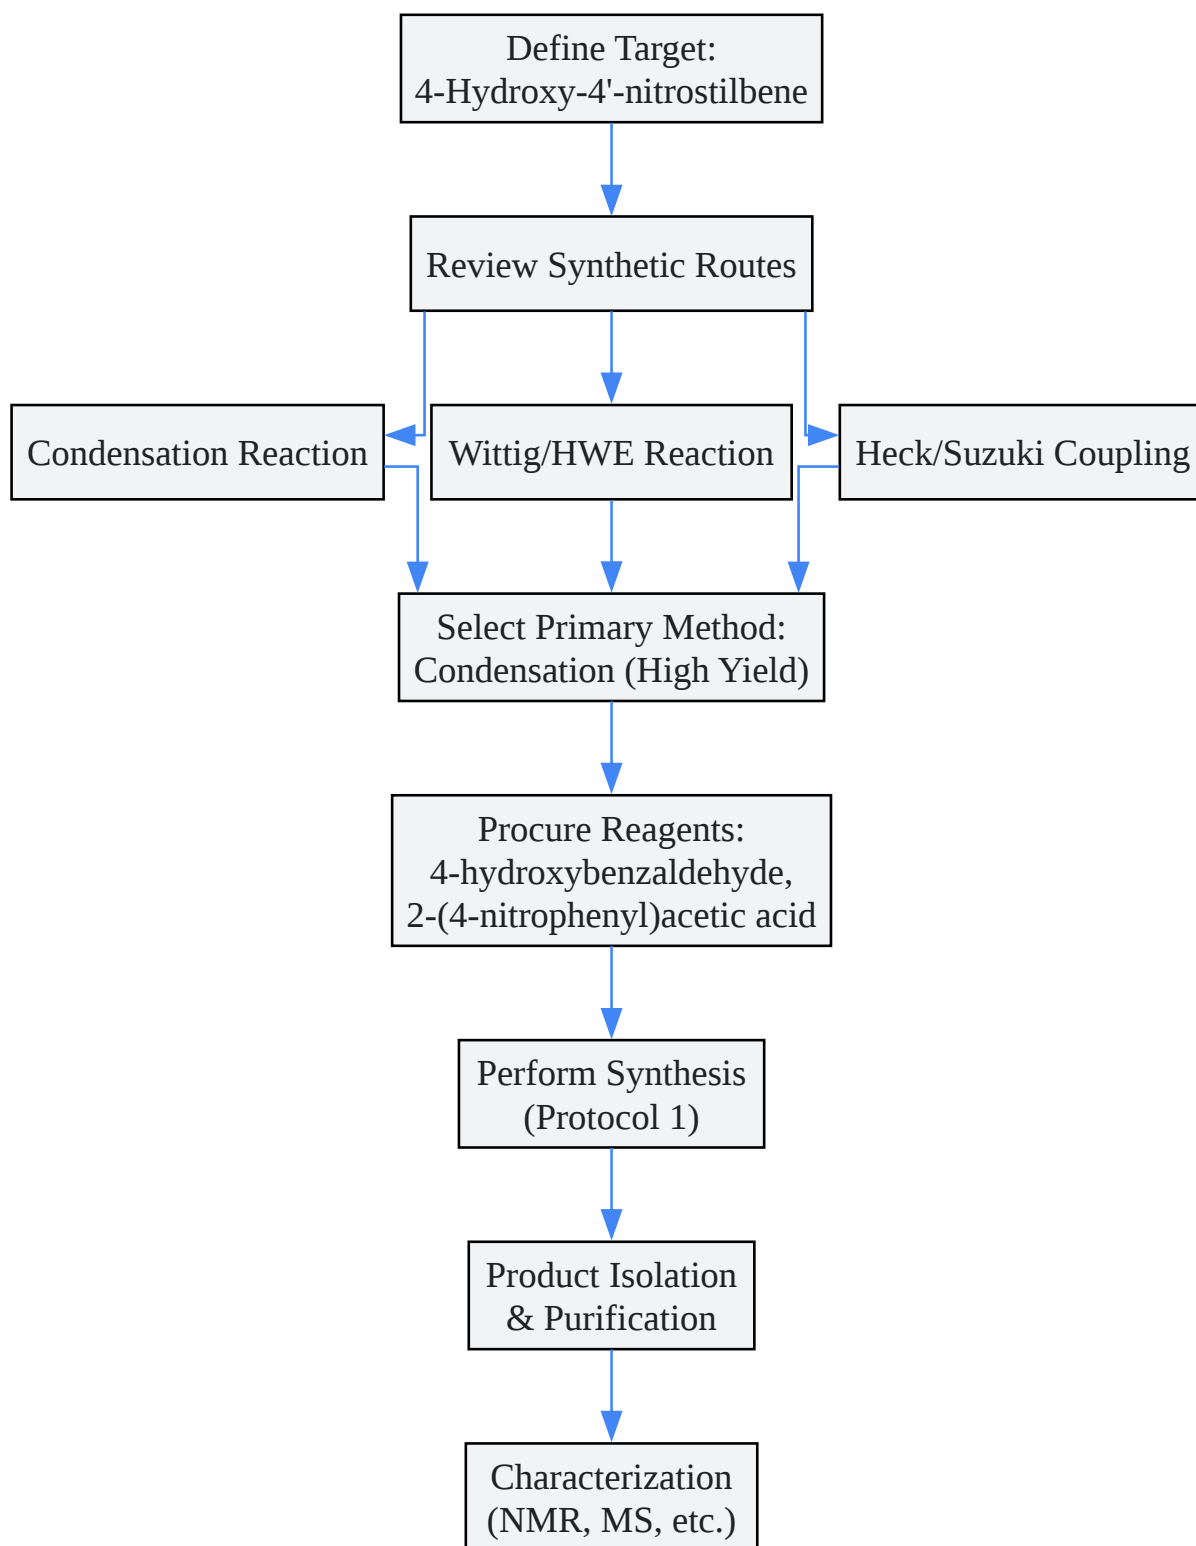 Define Target:
4-Hydroxy-4'-nitrostilbene
Review Synthetic Routes
Condensation Reaction
Wittig/HWE Reaction
Heck/Suzuki Coupling
Select Primary Method:
Condensation (High Yield)
Procure Reagents:
4-hydroxybenzaldehyde,
2-(4-nitrophenyl)acetic acid
Perform Synthesis
(Protocol 1)
Product Isolation
& Purification
Characterization
(NMR, MS, etc.)